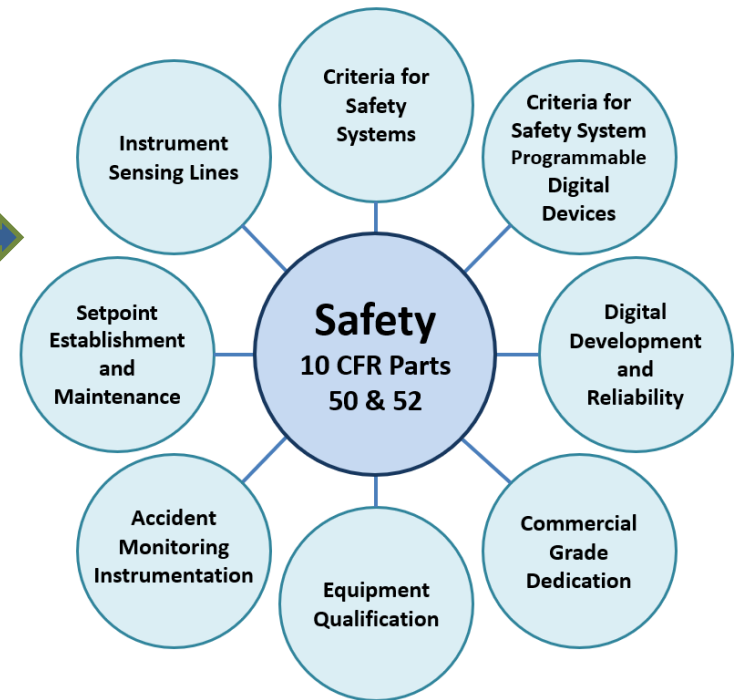 Criteria for
Safety
Systems
Criteria for
Safety System
Programmable
Digital
Devices
Instrument
Sensing Lines
Safety
10 CFR Parts
50 & 52
Setpoint
Establishment
and
Maintenance
Digital
Development
and
Reliability
Accident
Monitoring
Instrumentation
Commercial
Grade
Dedication
Equipment
Qualification